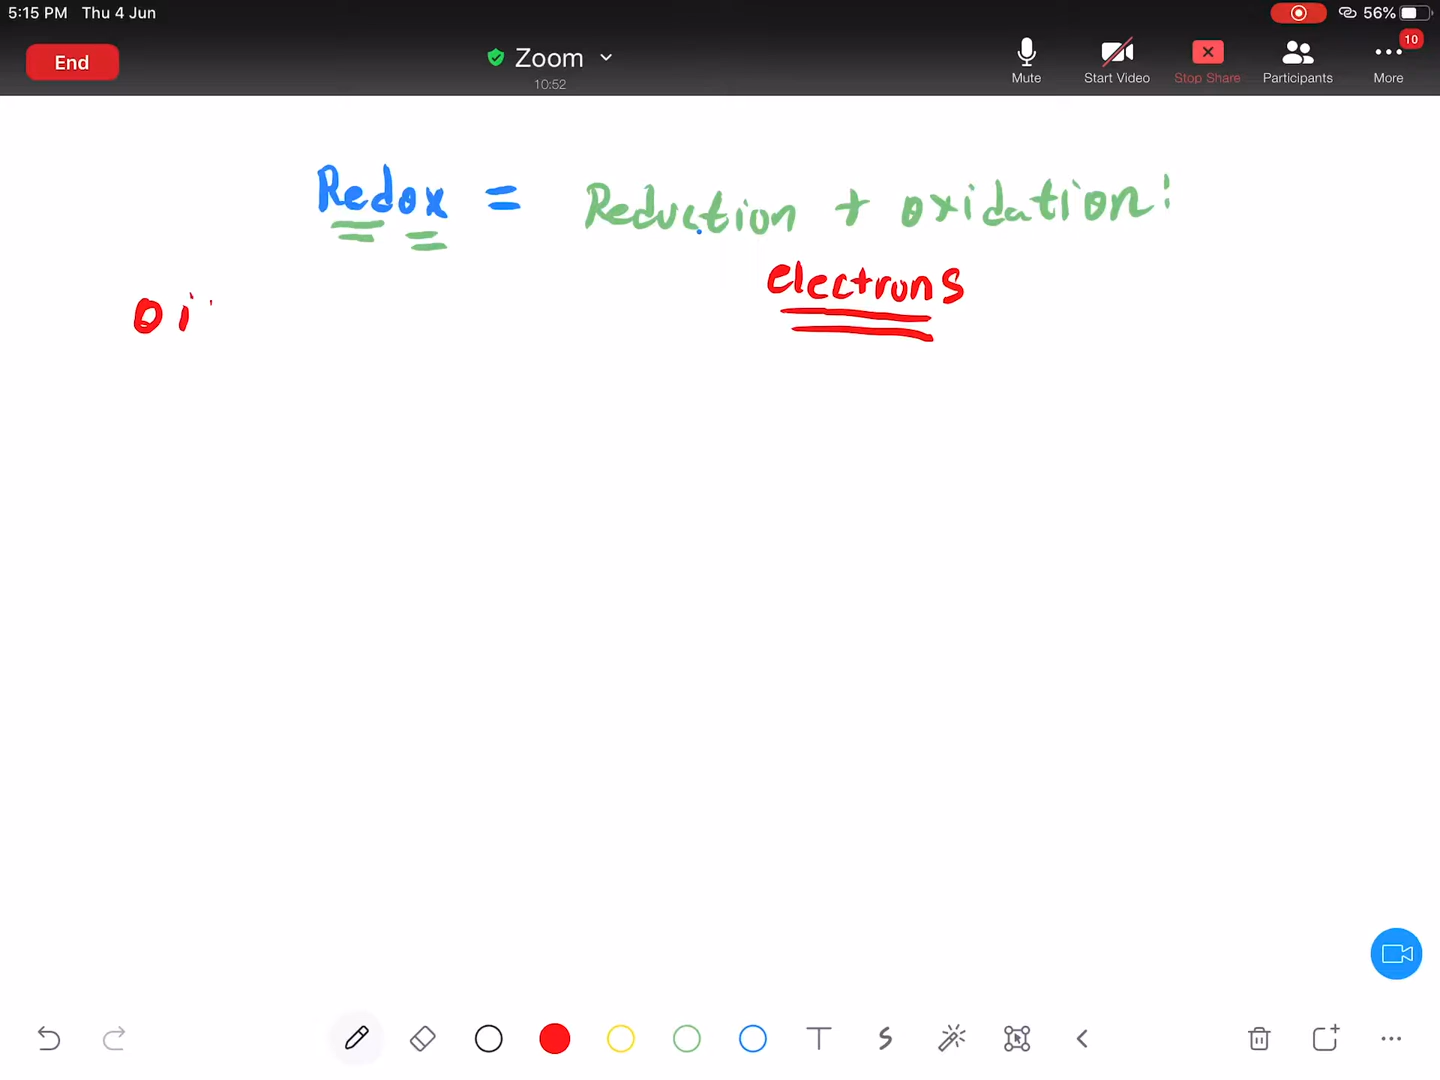 5:15 PM Thu 4 Jun 56%
End Zoom 10:52 Mute Start Video Stop Share Participants More 10
Redox = Reduction + oxidation:
electrons
oi
T